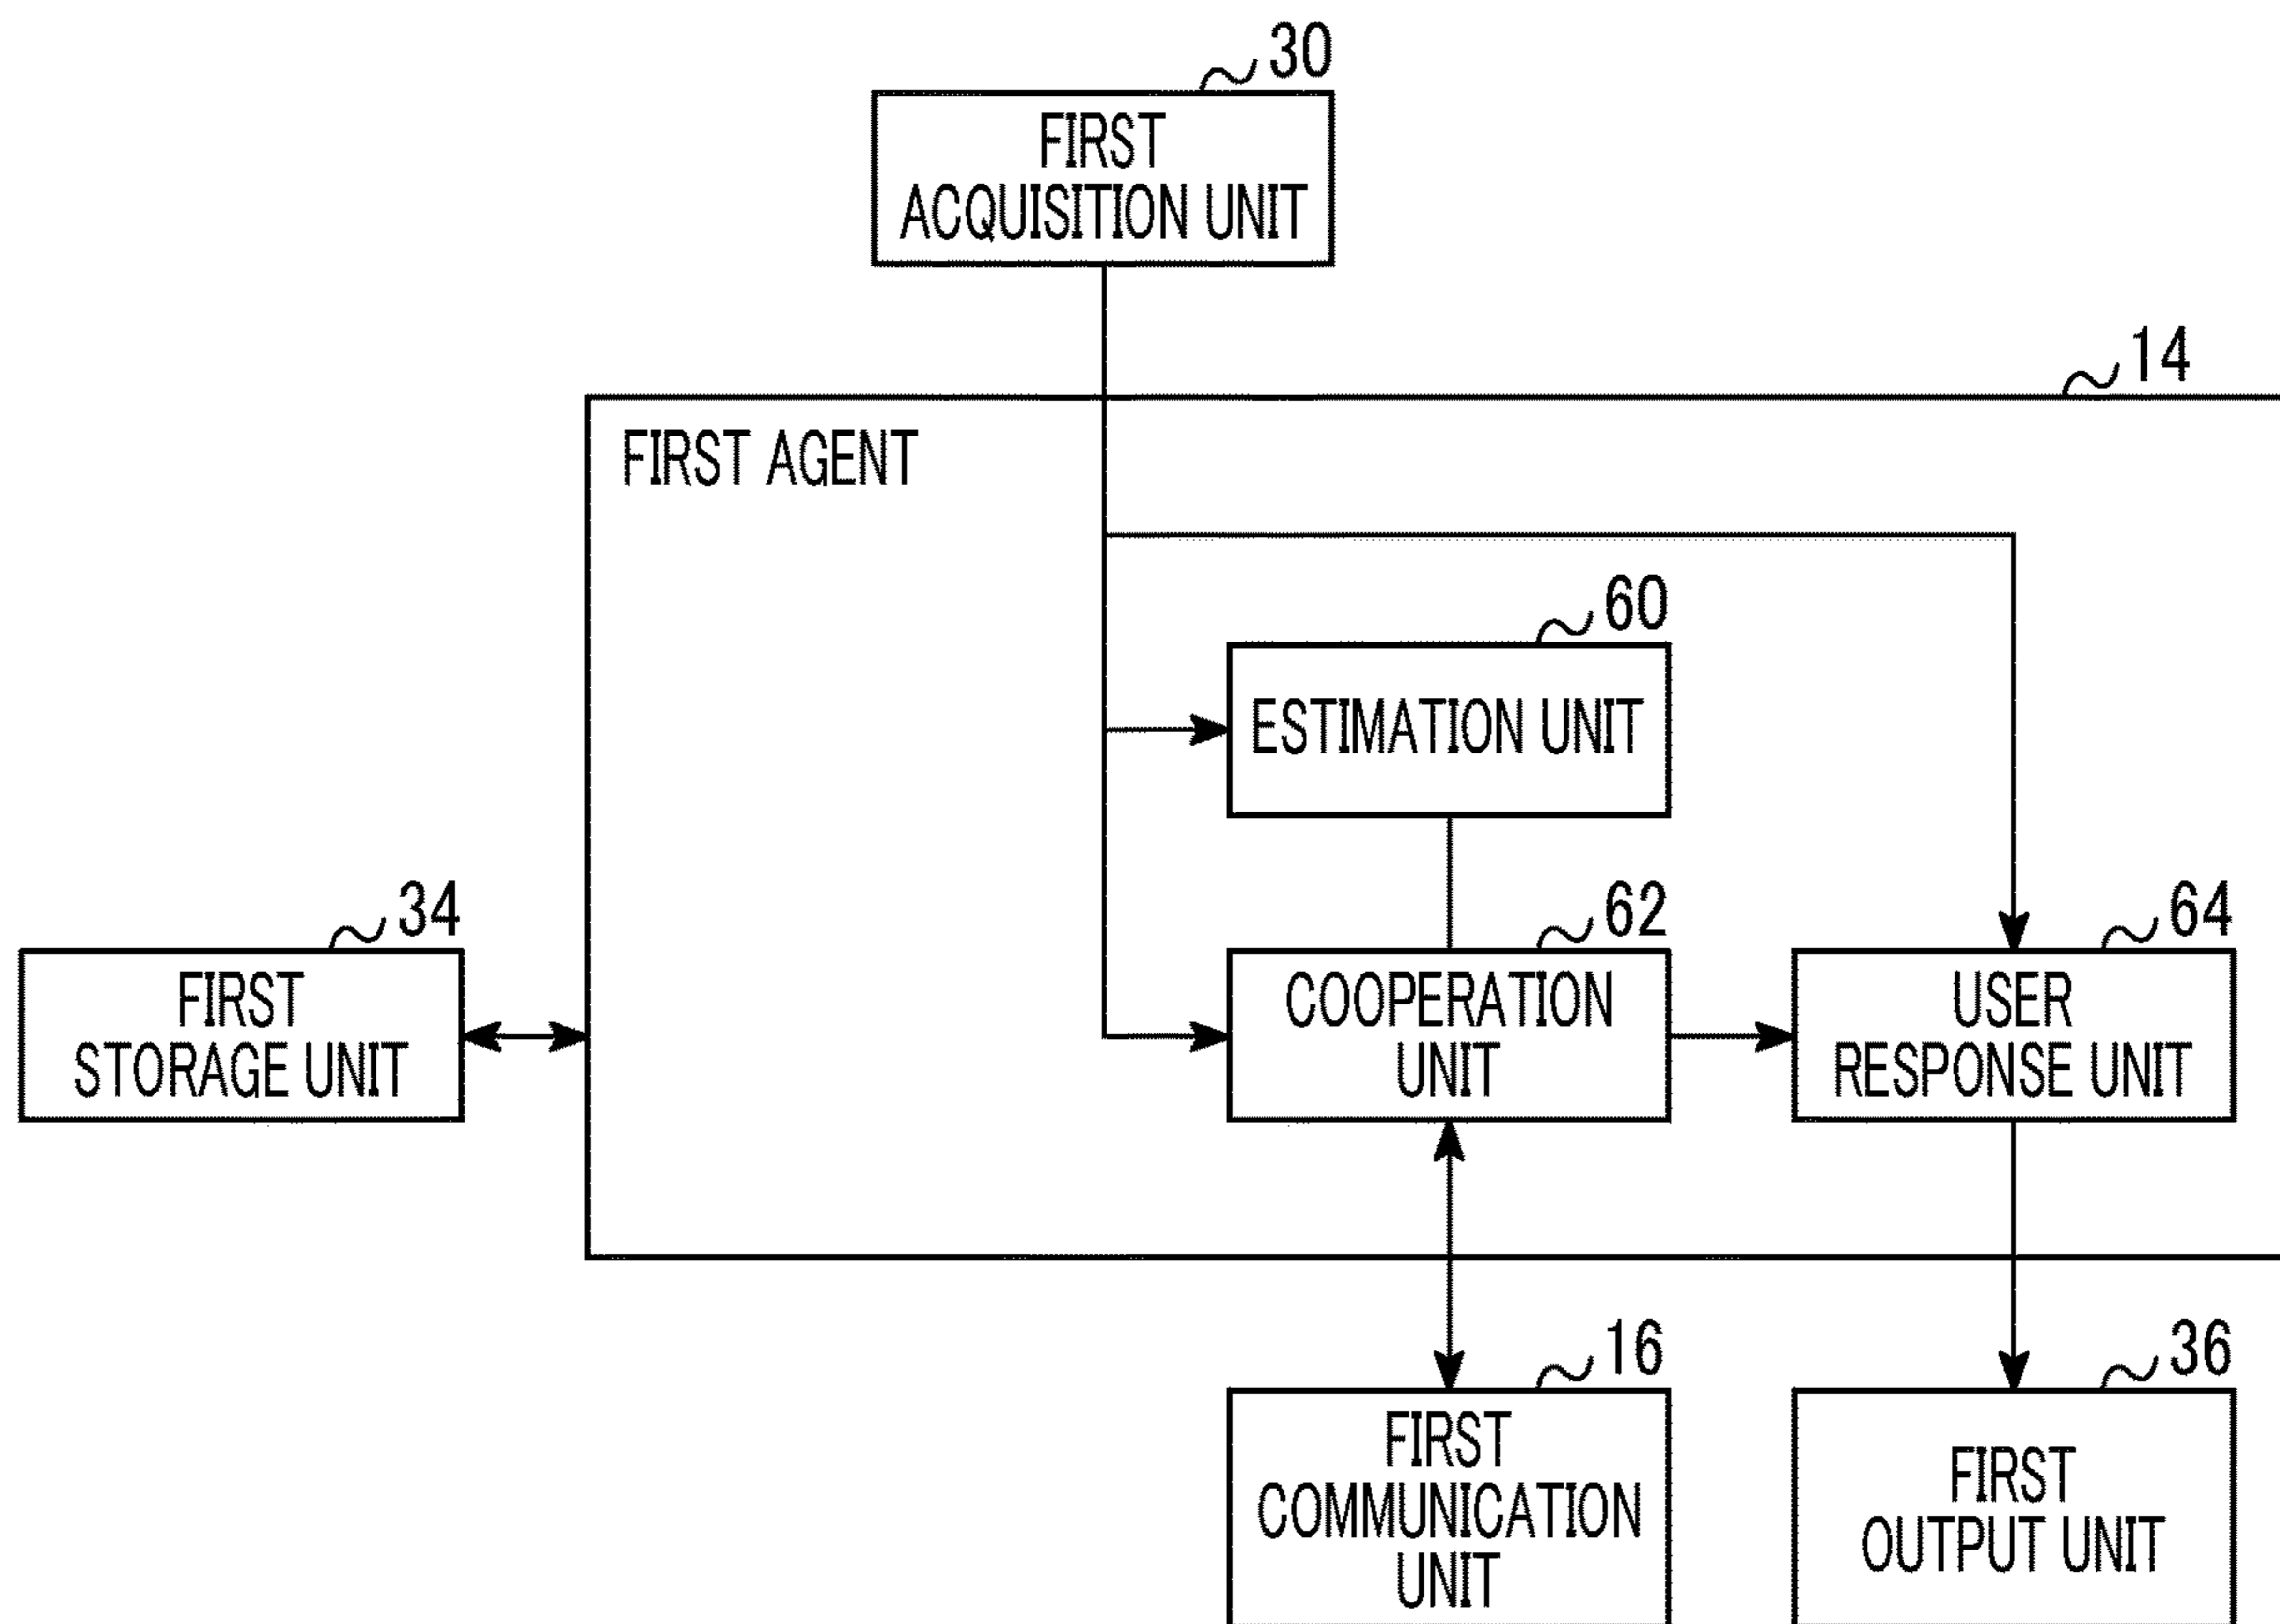 30
FIRST
ACQUISITION UNIT
14
FIRST AGENT
60
ESTIMATION UNIT
34
FIRST
STORAGE UNIT
62
COOPERATION
UNIT
64
USER
RESPONSE UNIT
16
FIRST
COMMUNICATION
UNIT
36
FIRST
OUTPUT UNIT